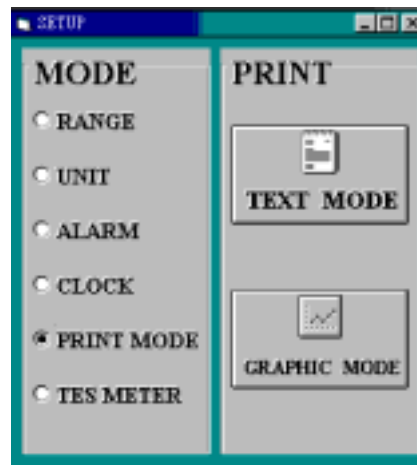 SETUP
MODE
RANGE
UNIT
ALARM
CLOCK
PRINT MODE
TES METER
PRINT
TEXT MODE
GRAPHIC MODE